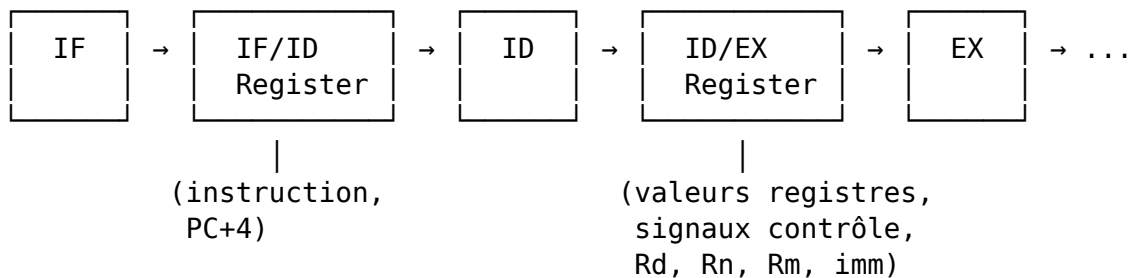 IF → IF/ID → ID → ID/EX → EX → ...
Register Register
(instruction, (valeurs registres,
PC+4) signaux contrôle,
Rd, Rn, Rm, imm)